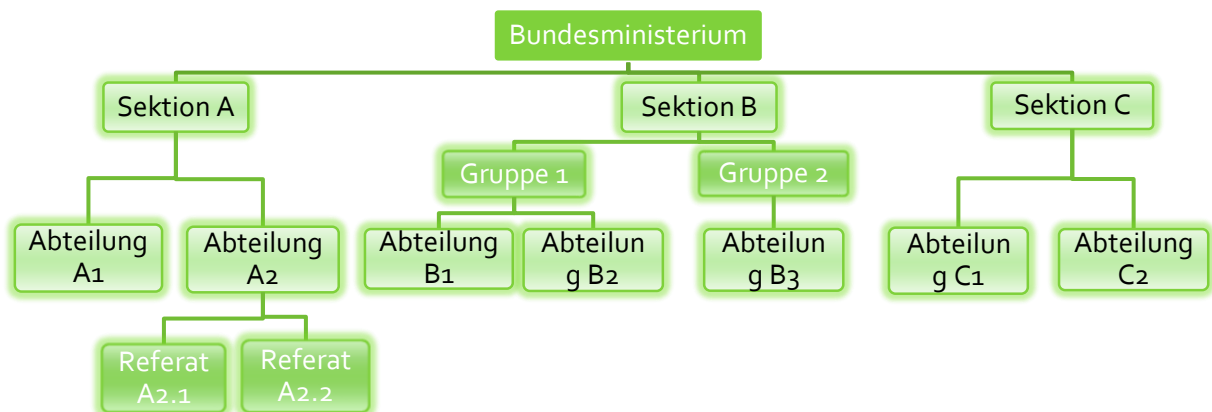 Bundesministerium
Sektion A
Sektion B
Sektion C
Gruppe 1
Gruppe 2
Abteilung
A1
Abteilung
A2
Abteilung
B1
Abteilun
g B2
Abteilun
g B3
Abteilun
g C1
Abteilung
C2
Referat
A2.1
Referat
A2.2